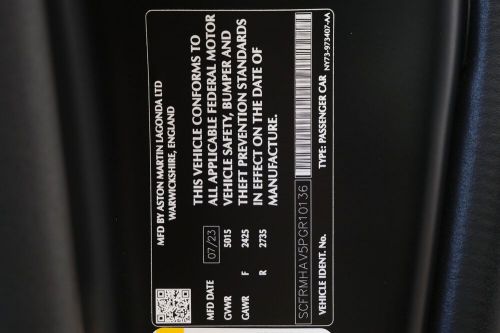 MFD BY ASTON MARTIN LAGONDA LTD
WARWICKSHIRE, ENGLAND
THIS VEHICLE CONFORMS TO
ALL APPLICABLE FEDERAL MOTOR
VEHICLE SAFETY, BUMPER AND
THEFT PREVENTION STANDARDS
IN EFFECT ON THE DATE OF
MANUFACTURE.
MFD DATE 07/23
GVWR 5015
GAWR F 2425
R 2735
SCFRMHAV5PGR10136
VEHICLE IDENT. No. TYPE: PASSENGER CAR
NY73-973407-AA